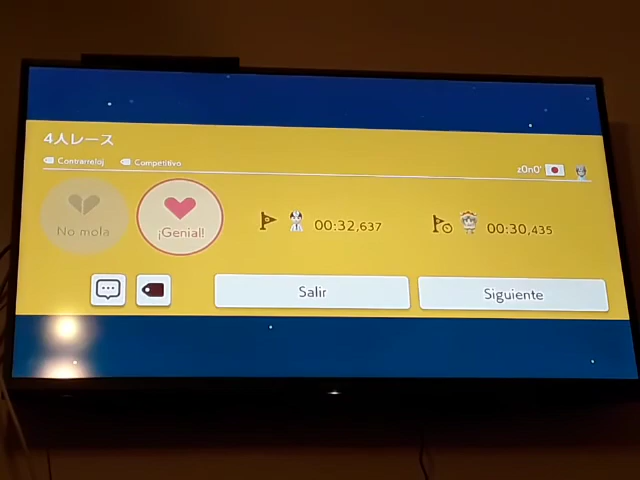 4人レース
Contrarreloj Competitivo
z0n0'
No mola
¡Genial!
00:32,637
00:30,435
Salir
Siguiente